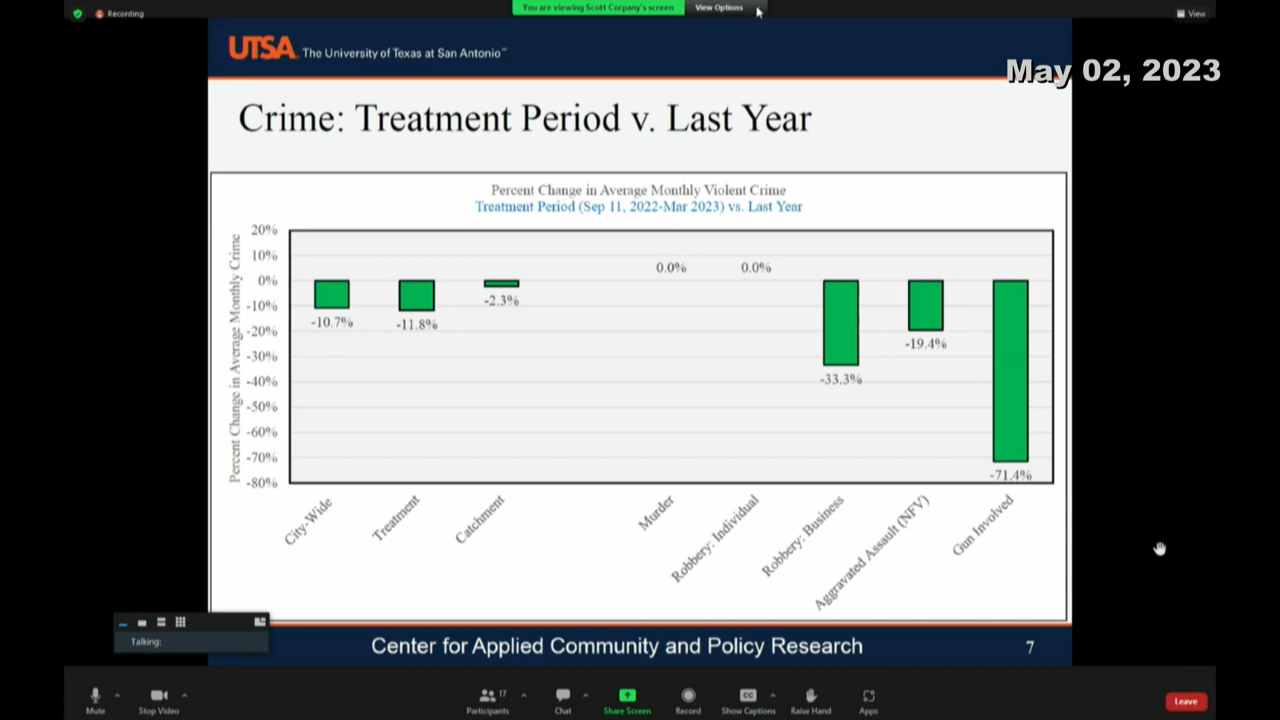 Recording
You are viewing Scott Corpany's screen
View Options
View
UTSA The University of Texas at San Antonio™
May 02, 2023
Crime: Treatment Period v. Last Year
Percent Change in Average Monthly Violent Crime
Treatment Period (Sep 11, 2022-Mar 2023) vs. Last Year
Percent Change in Average Monthly Crime
20%
10%
0%
-10%
-20%
-30%
-40%
-50%
-60%
-70%
-80%
-10.7%
-11.8%
-2.3%
0.0%
0.0%
-33.3%
-19.4%
-71.4%
City-Wide
Treatment
Catchment
Murder
Robbery: Individual
Robbery: Business
Aggravated Assault (NFV)
Gun Involved
Talking:
Center for Applied Community and Policy Research
7
Mute
Stop Video
Participants
17
Chat
Share Screen
Record
CC
Show Captions
Raise Hand
Apps
Leave